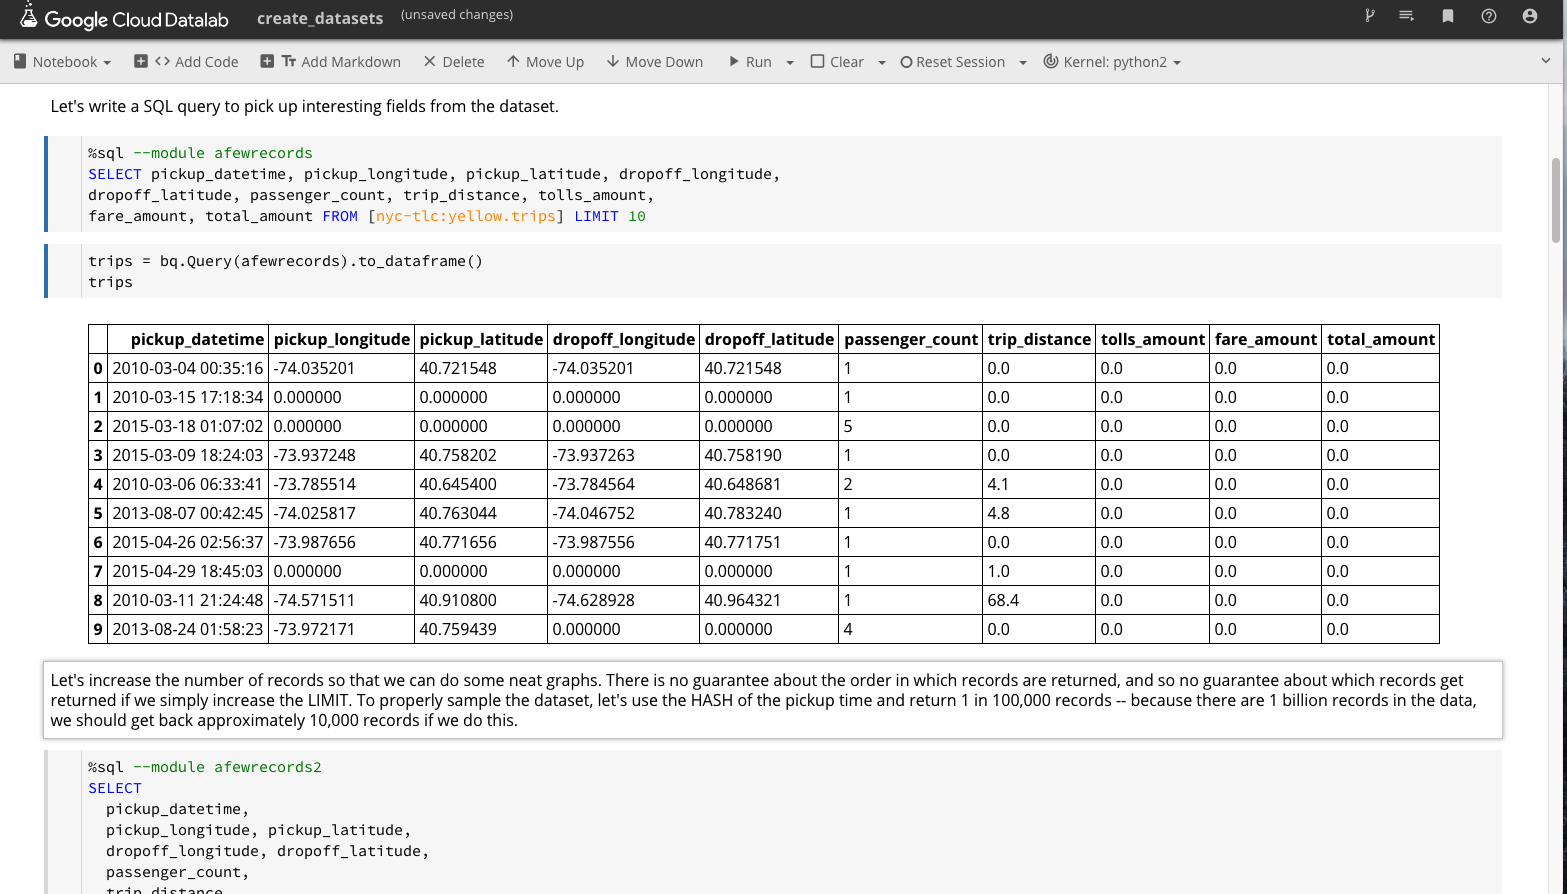 Google Cloud Datalab create_datasets (unsaved changes)
Notebook Add Code Tт Add Markdown Delete Move Up Move Down Run Clear Reset Session Kernel: python2
Let's write a SQL query to pick up interesting fields from the dataset.
%sql --module afewrecords
SELECT pickup_datetime, pickup_longitude, pickup_latitude, dropoff_longitude,
dropoff_latitude, passenger_count, trip_distance, tolls_amount,
fare_amount, total_amount FROM [nyc-tlc:yellow.trips] LIMIT 10
trips = bq.Query(afewrecords).to_dataframe()
trips
pickup_datetime pickup_longitude pickup_latitude dropoff_longitude dropoff_latitude passenger_count trip_distance tolls_amount fare_amount total_amount
0 2010-03-04 00:35:16 -74.035201 40.721548 -74.035201 40.721548 1 0.0 0.0 0.0 0.0
1 2010-03-15 17:18:34 0.000000 0.000000 0.000000 0.000000 1 0.0 0.0 0.0 0.0
2 2015-03-18 01:07:02 0.000000 0.000000 0.000000 0.000000 5 0.0 0.0 0.0 0.0
3 2015-03-09 18:24:03 -73.937248 40.758202 -73.937263 40.758190 1 0.0 0.0 0.0 0.0
4 2010-03-06 06:33:41 -73.785514 40.645400 -73.784564 40.648681 2 4.1 0.0 0.0 0.0
5 2013-08-07 00:42:45 -74.025817 40.763044 -74.046752 40.783240 1 4.8 0.0 0.0 0.0
6 2015-04-26 02:56:37 -73.987656 40.771656 -73.987556 40.771751 1 0.0 0.0 0.0 0.0
7 2015-04-29 18:45:03 0.000000 0.000000 0.000000 0.000000 1 1.0 0.0 0.0 0.0
8 2010-03-11 21:24:48 -74.571511 40.910800 -74.628928 40.964321 1 68.4 0.0 0.0 0.0
9 2013-08-24 01:58:23 -73.972171 40.759439 0.000000 0.000000 4 0.0 0.0 0.0 0.0
Let's increase the number of records so that we can do some neat graphs. There is no guarantee about the order in which records are returned, and so no guarantee about which records get
returned if we simply increase the LIMIT. To properly sample the dataset, let's use the HASH of the pickup time and return 1 in 100,000 records -- because there are 1 billion records in the data,
we should get back approximately 10,000 records if we do this.
%sql --module afewrecords2
SELECT
pickup_datetime,
pickup_longitude, pickup_latitude,
dropoff_longitude, dropoff_latitude,
passenger_count,
trip_distance